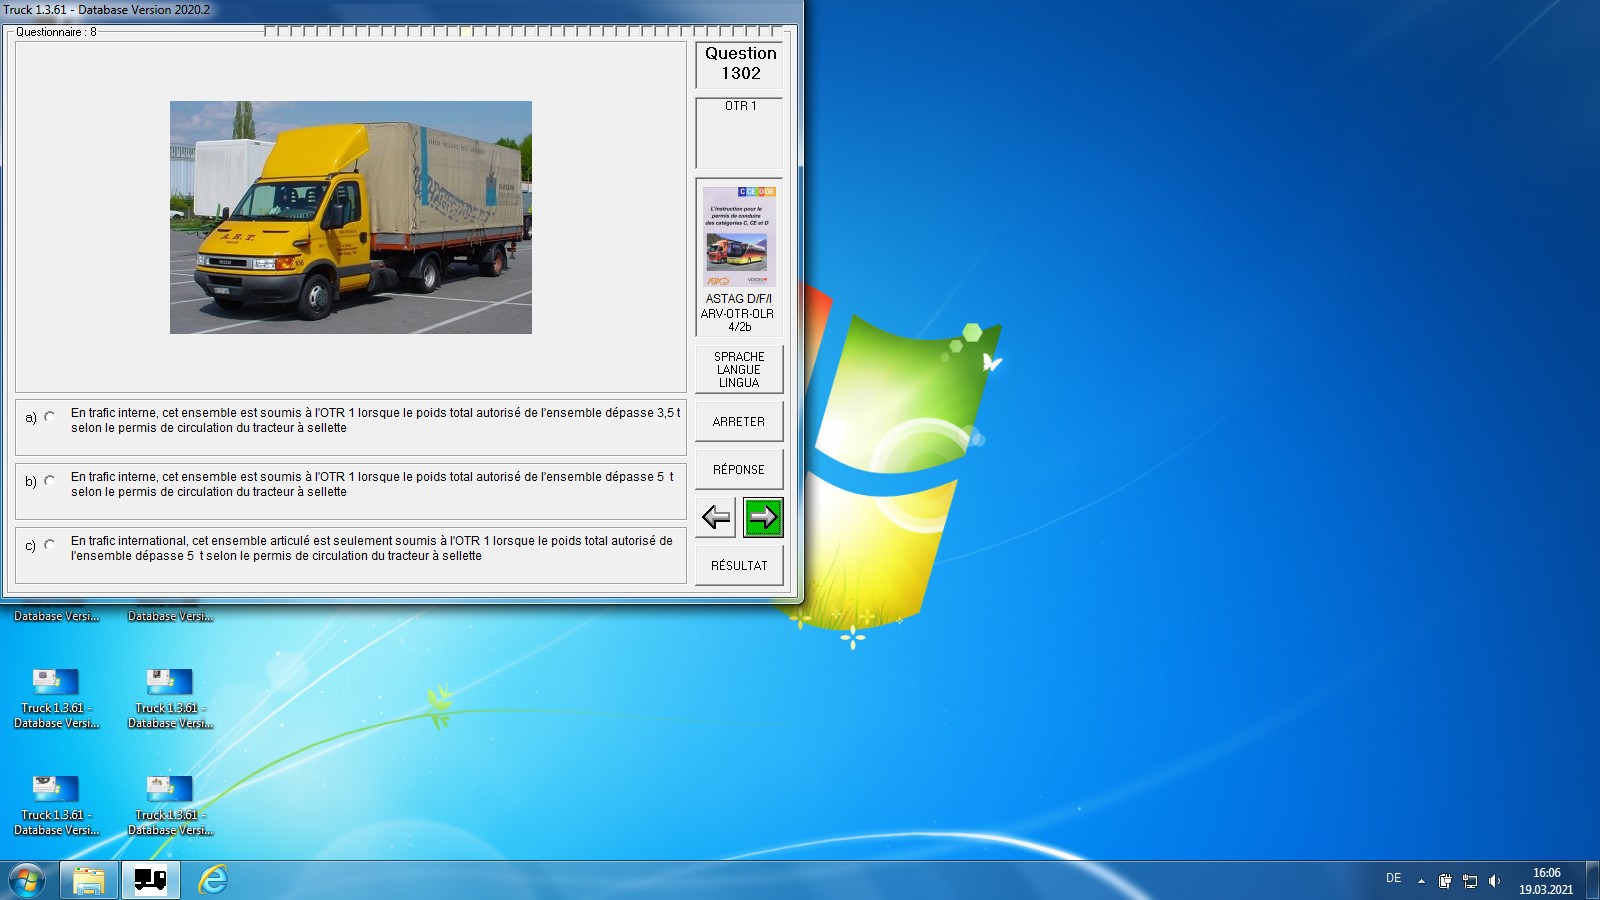 Truck 1.3.61 - Database Version 2020.2
Questionnaire : 8
Question
1302
OTR 1
A. B. T.
C CE D DE
L'instruction pour le
permis de conduire
des catégories C, CE et D
ASTAG D/F/I
ARV-OTR-OLR
4/2b
SPRACHE
LANGUE
LINGUA
ARRETER
RÉPONSE
RÉSULTAT
a) En trafic interne, cet ensemble est soumis à l'OTR 1 lorsque le poids total autorisé de l'ensemble dépasse 3,5 t
selon le permis de circulation du tracteur à sellette
b) En trafic interne, cet ensemble est soumis à l'OTR 1 lorsque le poids total autorisé de l'ensemble dépasse 5 t
selon le permis de circulation du tracteur à sellette
c) En trafic international, cet ensemble articulé est seulement soumis à l'OTR 1 lorsque le poids total autorisé de
l'ensemble dépasse 5 t selon le permis de circulation du tracteur à sellette
Database Versi...
Database Versi...
Truck 1.3.61 -
Database Versi...
Truck 1.3.61 -
Database Versi...
Truck 1.3.61 -
Database Versi...
Truck 1.3.61 -
Database Versi...
DE
16:06
19.03.2021